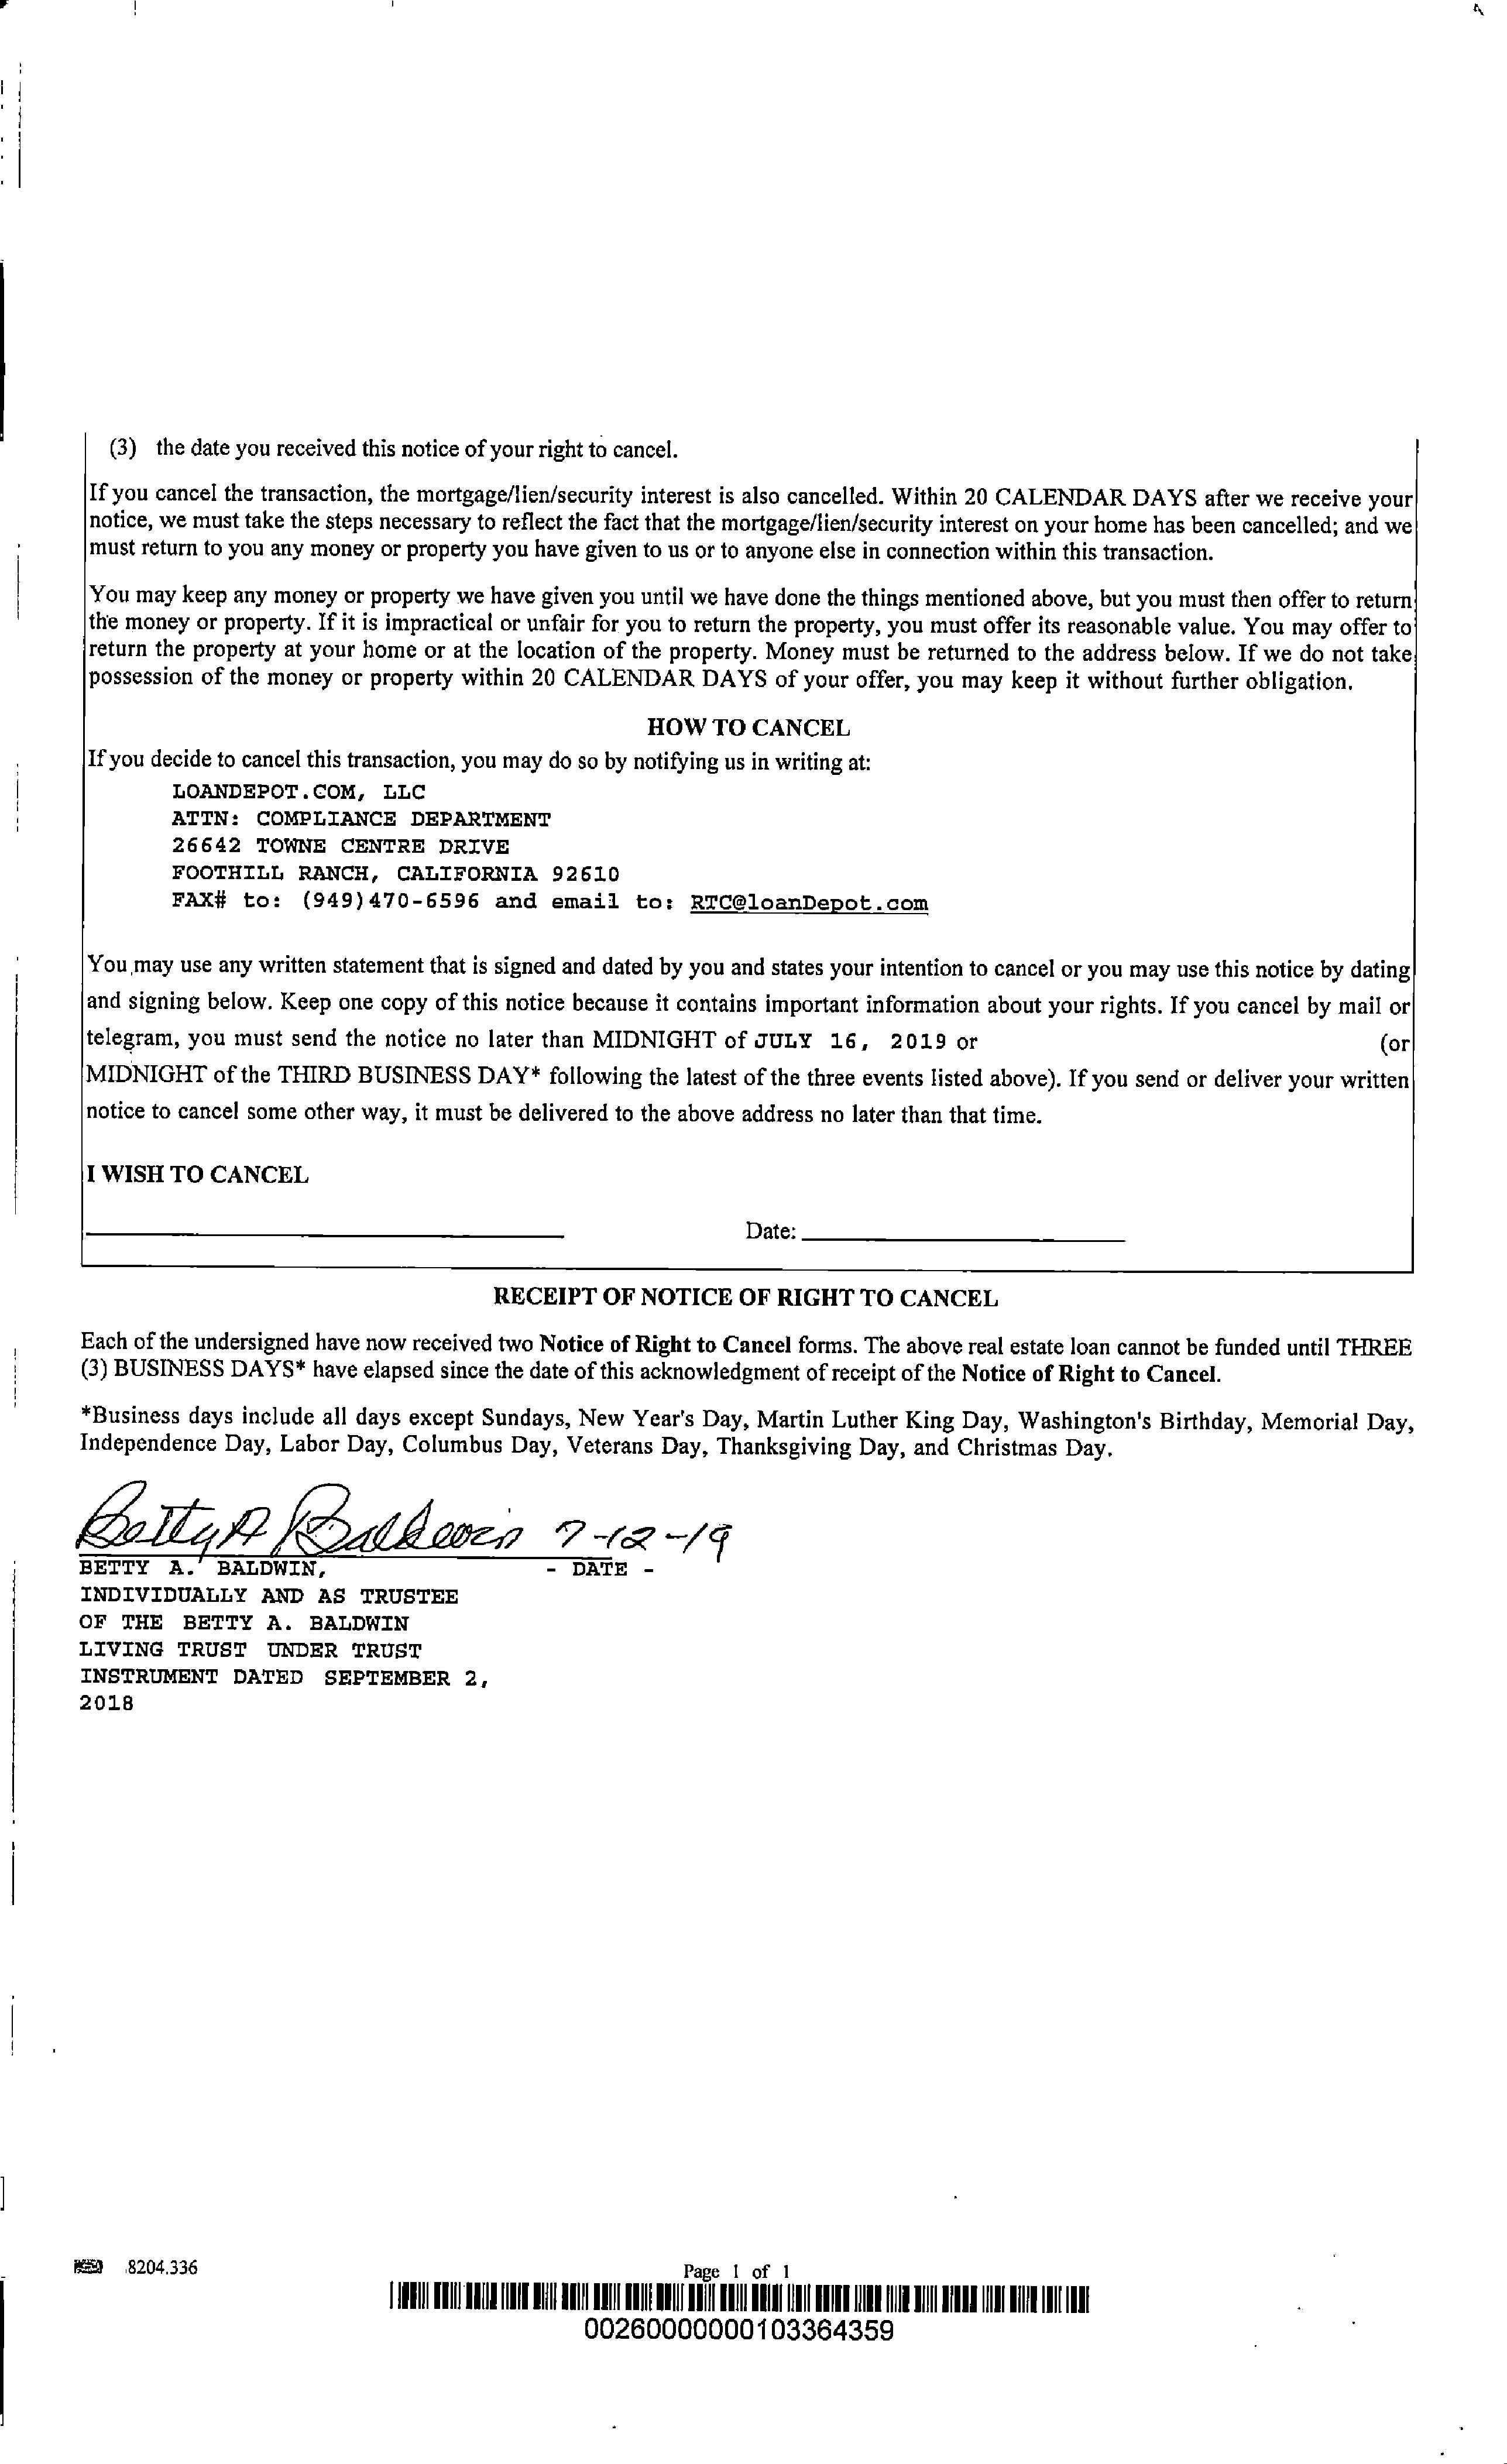 (3) the date you received this notice of your right to cancel.
If you cancel the transaction, the mortgage/lien/security interest is also cancelled. Within 20 CALENDAR DAYS after we receive your
notice, we must take the steps necessary to reflect the fact that the mortgage/lien/security interest on your home has been cancelled; and we
must return to you any money or property you have given to us or to anyone else in connection within this transaction.
You may keep any money or property we have given you until we have done the things mentioned above, but you must then offer to return
the money or property. If it is impractical or unfair for you to return the property, you must offer its reasonable value. You may offer to
return the property at your home or at the location of the property. Money must be returned to the address below. If we do not take
possession of the money or property within 20 CALENDAR DAYS of your offer, you may keep it without further obligation.
HOW TO CANCEL
If you decide to cancel this transaction, you may do so by notifying us in writing at:
LOANDEPOT.COM, LLC
ATTN: COMPLIANCE DEPARTMENT
26642 TOWNE CENTRE DRIVE
FOOTHILL RANCH, CALIFORNIA 92610
FAX# to: (949)470-6596 and email to: RTC@loanDepot.com
You may use any written statement that is signed and dated by you and states your intention to cancel or you may use this notice by dating
and signing below. Keep one copy of this notice because it contains important information about your rights. If you cancel by mail or
telegram, you must send the notice no later than MIDNIGHT of JULY 16, 2019 or (or
MIDNIGHT of the THIRD BUSINESS DAY* following the latest of the three events listed above). If you send or deliver your written
notice to cancel some other way, it must be delivered to the above address no later than that time.
I WISH TO CANCEL
Date:
RECEIPT OF NOTICE OF RIGHT TO CANCEL
Each of the undersigned have now received two Notice of Right to Cancel forms. The above real estate loan cannot be funded until THREE
(3) BUSINESS DAYS* have elapsed since the date of this acknowledgment of receipt of the Notice of Right to Cancel.
*Business days include all days except Sundays, New Year's Day, Martin Luther King Day, Washington's Birthday, Memorial Day,
Independence Day, Labor Day, Columbus Day, Veterans Day, Thanksgiving Day, and Christmas Day.
Betty A Baldwin 7-12-19
BETTY A. BALDWIN, - DATE -
INDIVIDUALLY AND AS TRUSTEE
OF THE BETTY A. BALDWIN
LIVING TRUST UNDER TRUST
INSTRUMENT DATED SEPTEMBER 2,
2018
8204.336
Page 1 of 1
00260000000103364359